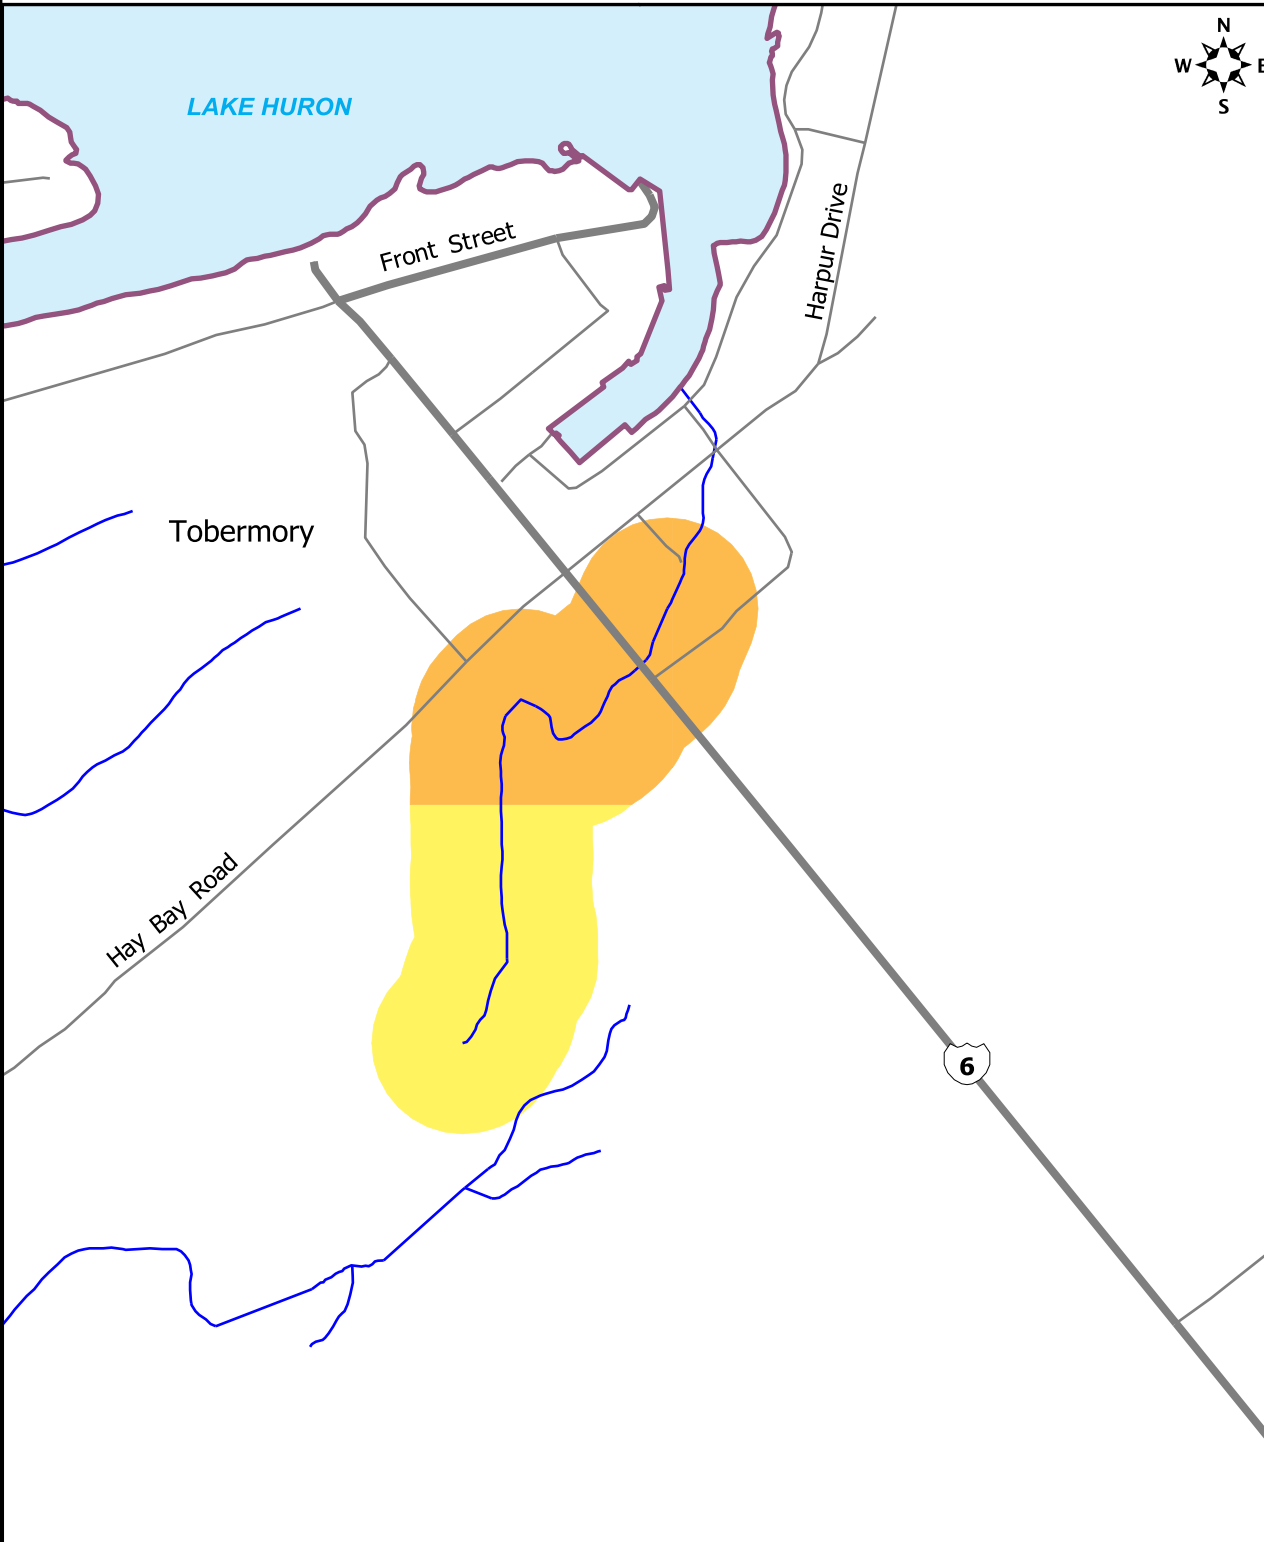 N
W E
S
LAKE HURON
Front Street
Harpur Drive
Tobermory
Hay Bay Road
6